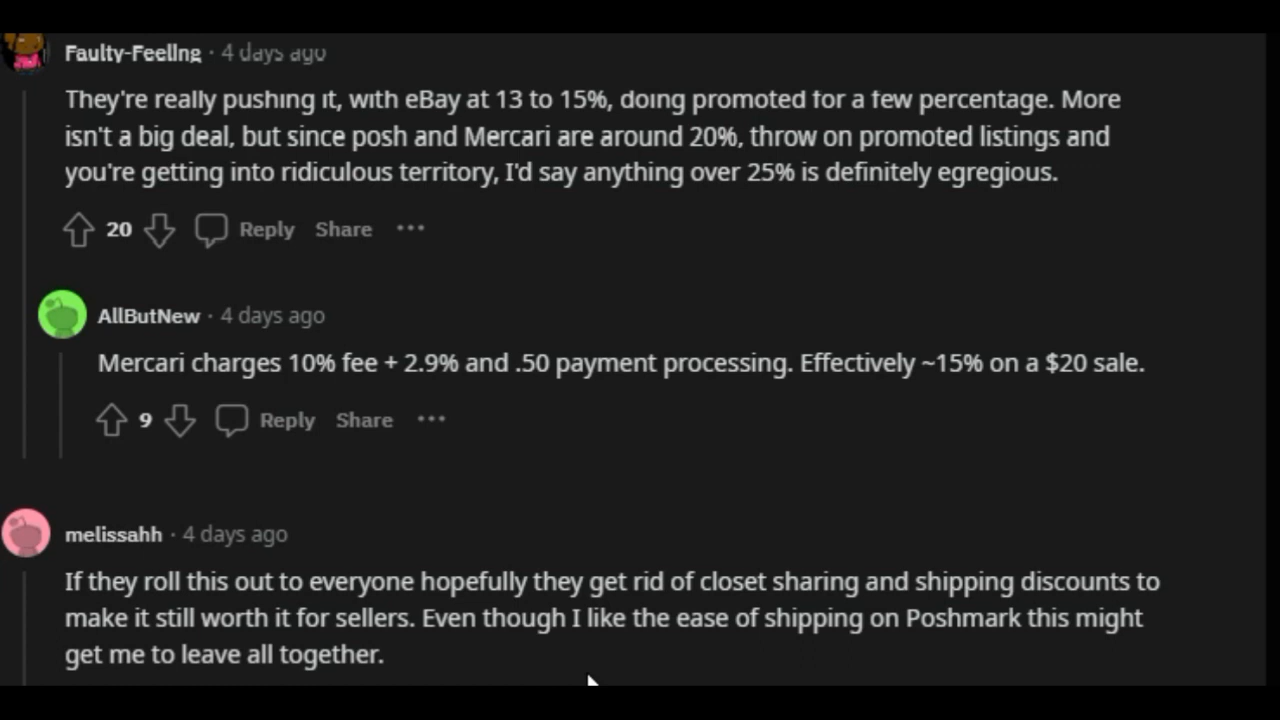 Faulty-Feeling · 4 days ago
They're really pushing it, with eBay at 13 to 15%, doing promoted for a few percentage. More
isn't a big deal, but since posh and Mercari are around 20%, throw on promoted listings and
you're getting into ridiculous territory, I'd say anything over 25% is definitely egregious.
20 Reply Share ···
AllButNew · 4 days ago
Mercari charges 10% fee + 2.9% and .50 payment processing. Effectively ~15% on a $20 sale.
9 Reply Share ···
melissahh · 4 days ago
If they roll this out to everyone hopefully they get rid of closet sharing and shipping discounts to
make it still worth it for sellers. Even though I like the ease of shipping on Poshmark this might
get me to leave all together.